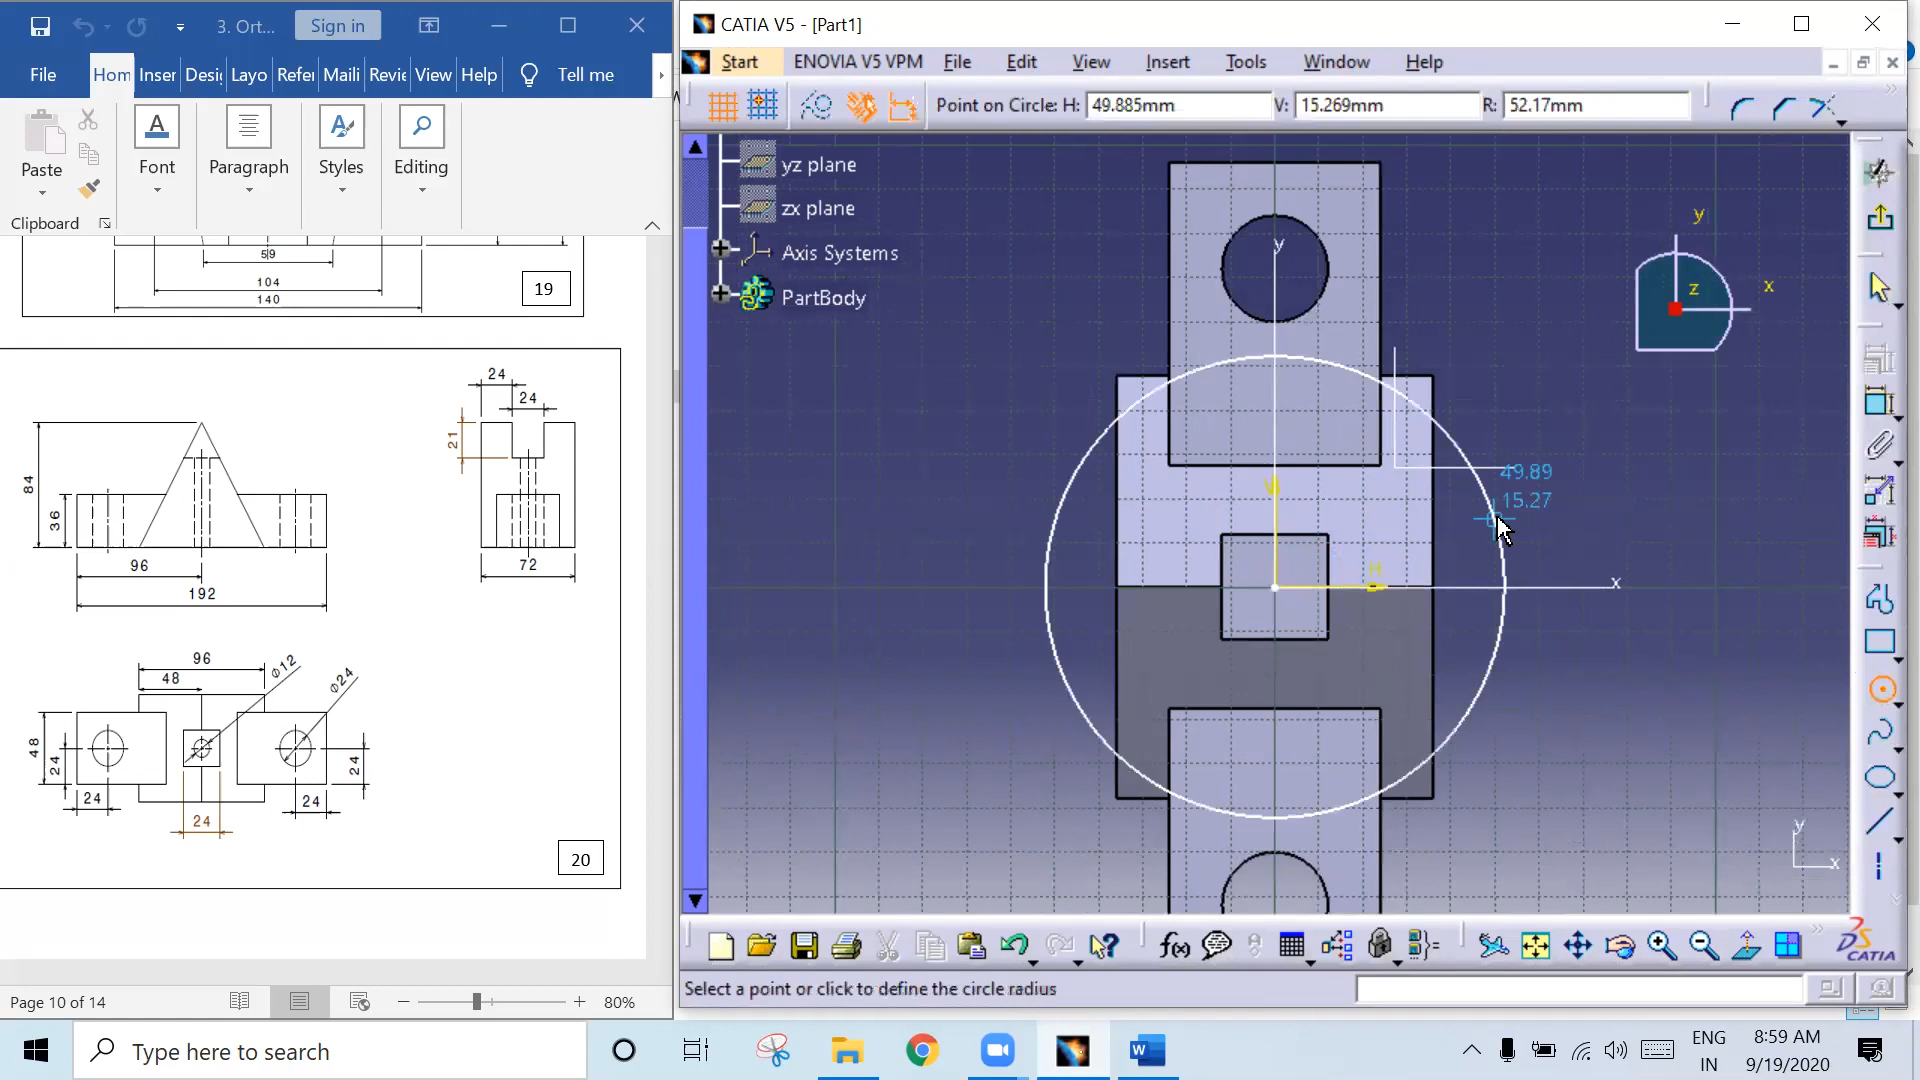 3. Ort...
Sign in
File
Hom
Inser
Desi
Layo
Refer
Maili
Revie
View
Help
Tell me
Paste
Font
Paragraph
Styles
Editing
Clipboard
59
104
140
19
24
24
21
84
36
96
192
72
96
48
Φ12
Φ24
48
24
24
24
24
24
20
Page 10 of 14
80%
CATIA V5 - [Part1]
Start
ENOVIA V5 VPM
File
Edit
View
Insert
Tools
Window
Help
Point on Circle: H: 49.885mm
V: 15.269mm
R: 52.17mm
yz plane
zx plane
Axis Systems
PartBody
y
V
H
x
49.89
15.27
y
z
x
y
x
f(x)
DS
CATIA
Select a point or click to define the circle radius
Type here to search
W
ENG
IN
8:59 AM
9/19/2020